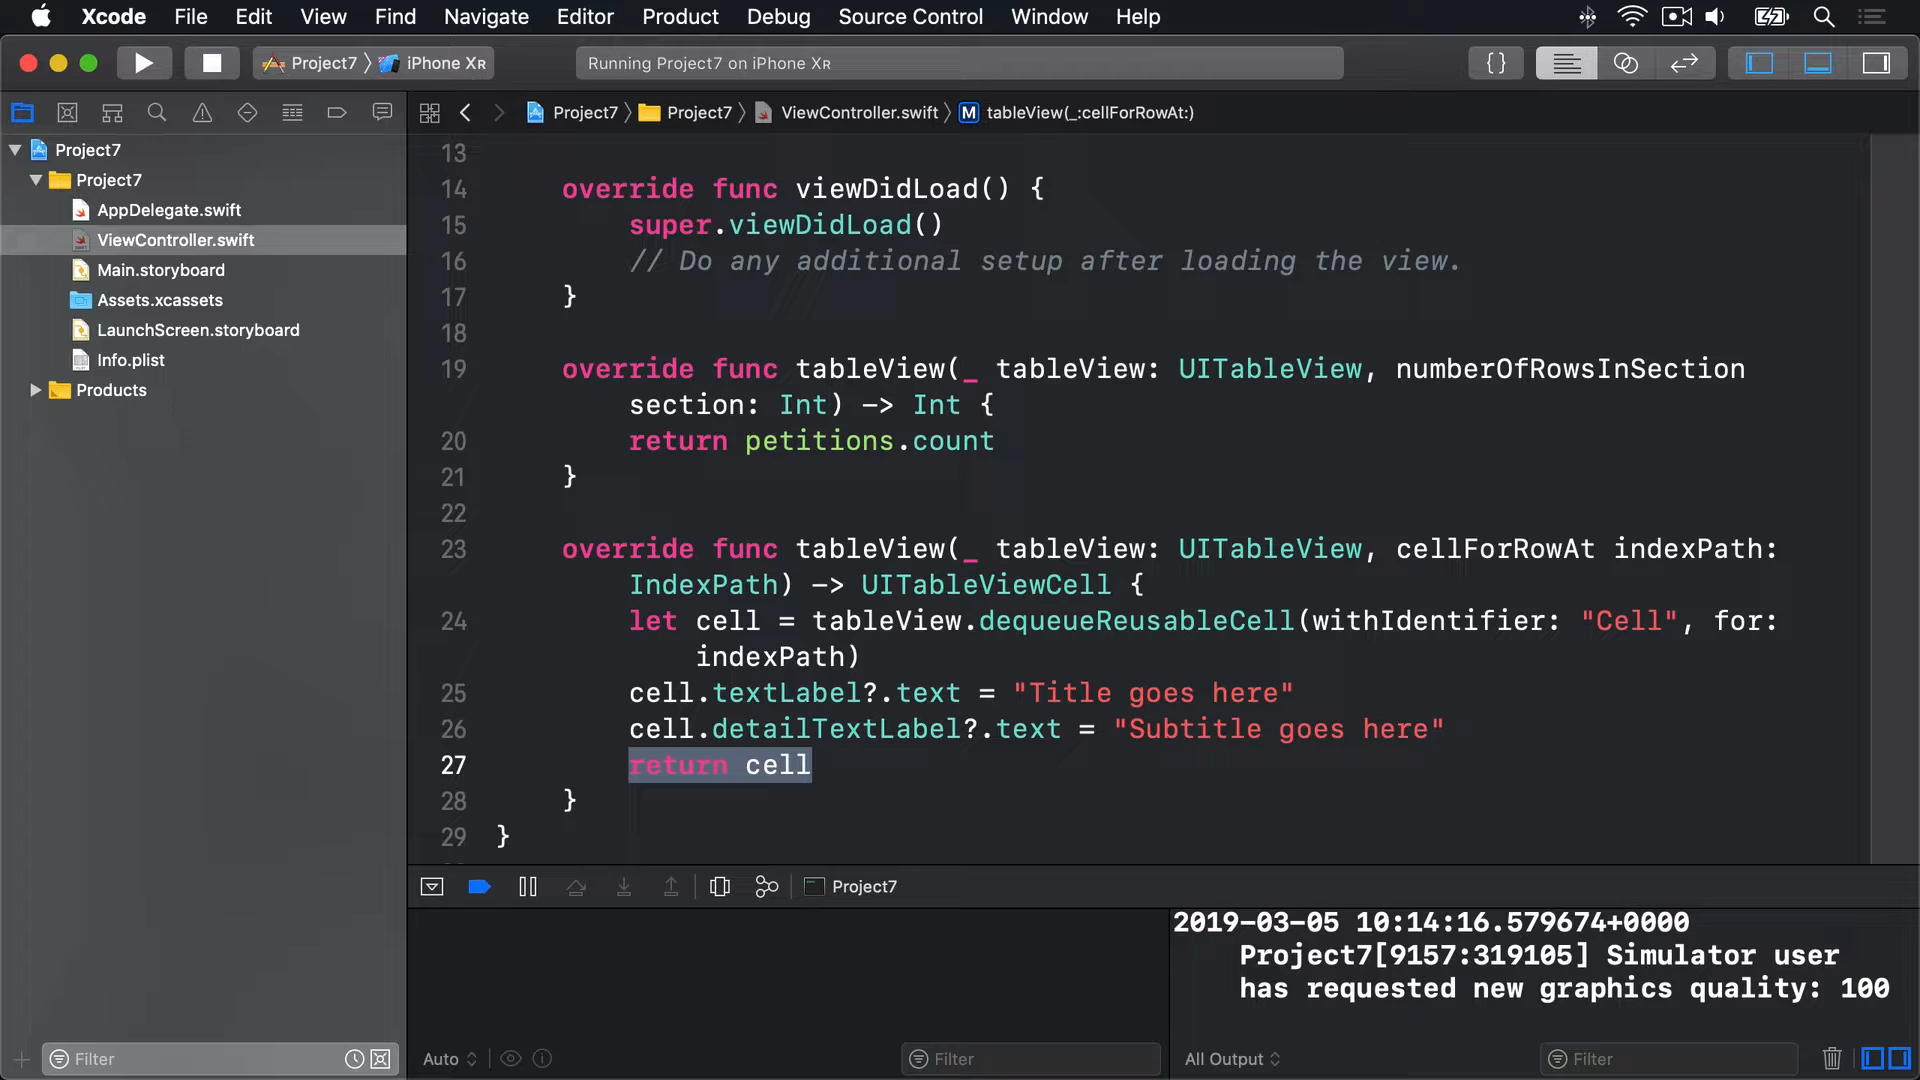 Xcode File Edit View Find Navigate Editor Product Debug Source Control Window Help
Project7 iPhone XR
Running Project7 on iPhone XR
{}
Project7 Project7 ViewController.swift M tableView(_:cellForRowAt:)
Project7
Project7
AppDelegate.swift
ViewController.swift
Main.storyboard
Assets.xcassets
LaunchScreen.storyboard
Info.plist
Products
13
14 override func viewDidLoad() {
15 super.viewDidLoad()
16 // Do any additional setup after loading the view.
17 }
18
19 override func tableView(_ tableView: UITableView, numberOfRowsInSection
section: Int) -> Int {
20 return petitions.count
21 }
22
23 override func tableView(_ tableView: UITableView, cellForRowAt indexPath:
IndexPath) -> UITableViewCell {
24 let cell = tableView.dequeueReusableCell(withIdentifier: "Cell", for:
indexPath)
25 cell.textLabel?.text = "Title goes here"
26 cell.detailTextLabel?.text = "Subtitle goes here"
27 return cell
28 }
29 }
Project7
2019-03-05 10:14:16.579674+0000
Project7[9157:319105] Simulator user
has requested new graphics quality: 100
Filter
Auto
Filter
All Output
Filter